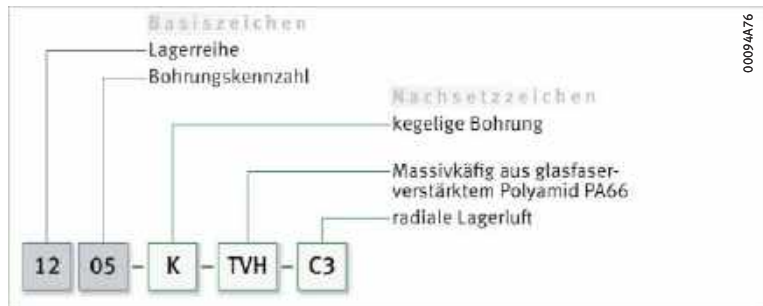 Basiszeichen
Lagerreihe
Bohrungskennzahl
Nachsetzzeichen
kegelige Bohrung
Massivkäfig aus glasfaser-
verstärktem Polyamid PA66
radiale Lagerluft
12 05 – K – TVH – C3
00094A76